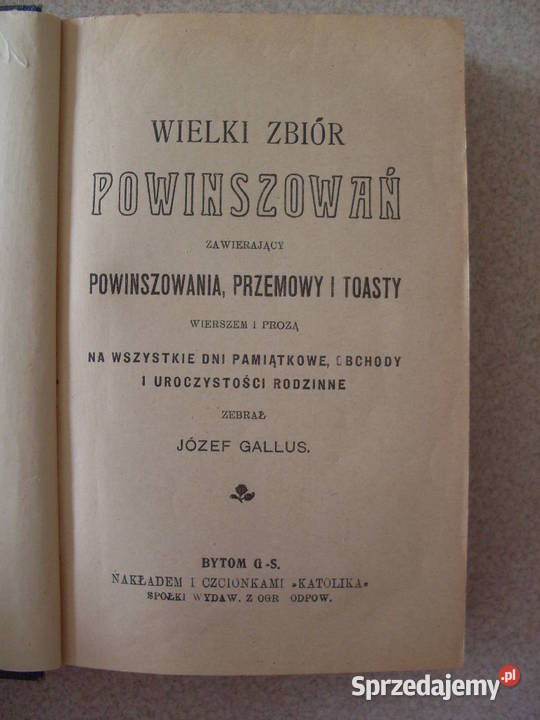 WIELKI ZBIÓR
POWINSZOWAŃ
ZAWIERAJĄCY
POWINSZOWANIA, PRZEMOWY I TOASTY
WIERSZEM I PROZĄ
NA WSZYSTKIE DNI PAMIĄTKOWE, OBCHODY
I UROCZYSTOŚCI RODZINNE
ZEBRAŁ
JÓZEF GALLUS.
BYTOM G-S.
NAKŁADEM I CZCIONKAMI »KATOLIKA«
SPÓŁKI WYDAW. Z OGR ODPOW.
Sprzedajemy.pl